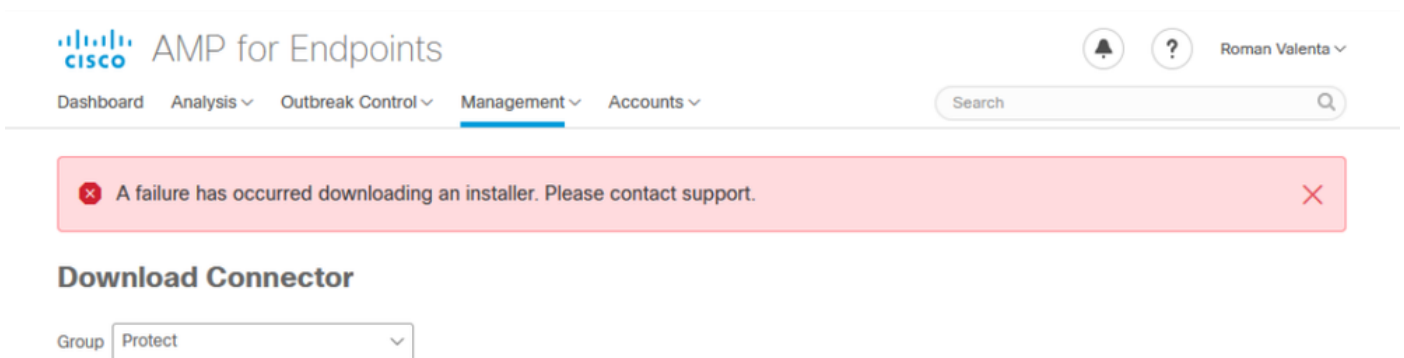 cisco AMP for Endpoints
? Roman Valenta
Dashboard Analysis Outbreak Control Management Accounts Search
A failure has occurred downloading an installer. Please contact support.
Download Connector
Group Protect